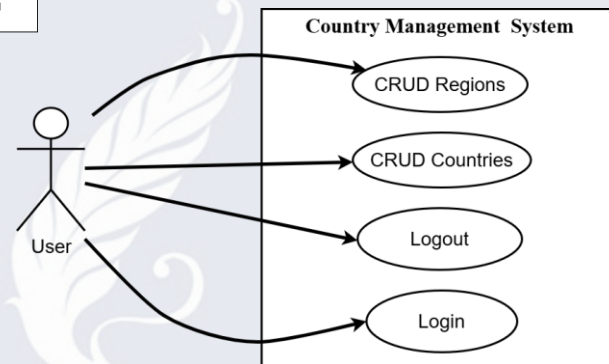 Country Management System
CRUD Regions
CRUD Countries
Logout
User
Login